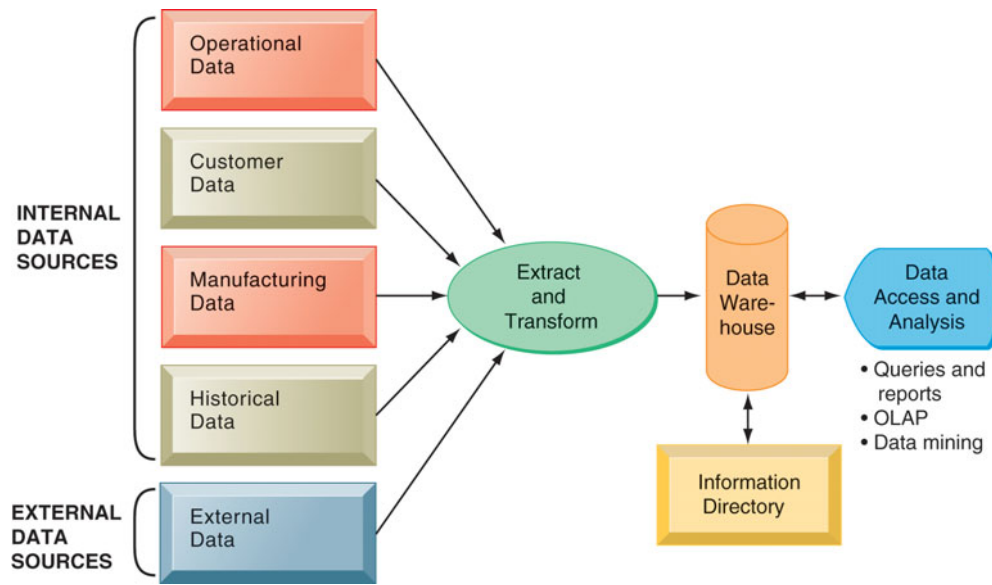 Operational
Data
Customer
Data
INTERNAL
DATA
SOURCES
Manufacturing
Data
Historical
Data
EXTERNAL
DATA
SOURCES
External
Data
Extract
and
Transform
Data
Ware-
house
Data
Access and
Analysis
• Queries and
reports
• OLAP
• Data mining
Information
Directory